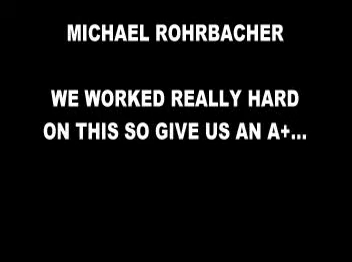 MICHAEL ROHRBACHER
WE WORKED REALLY HARD
ON THIS SO GIVE US AN A+...